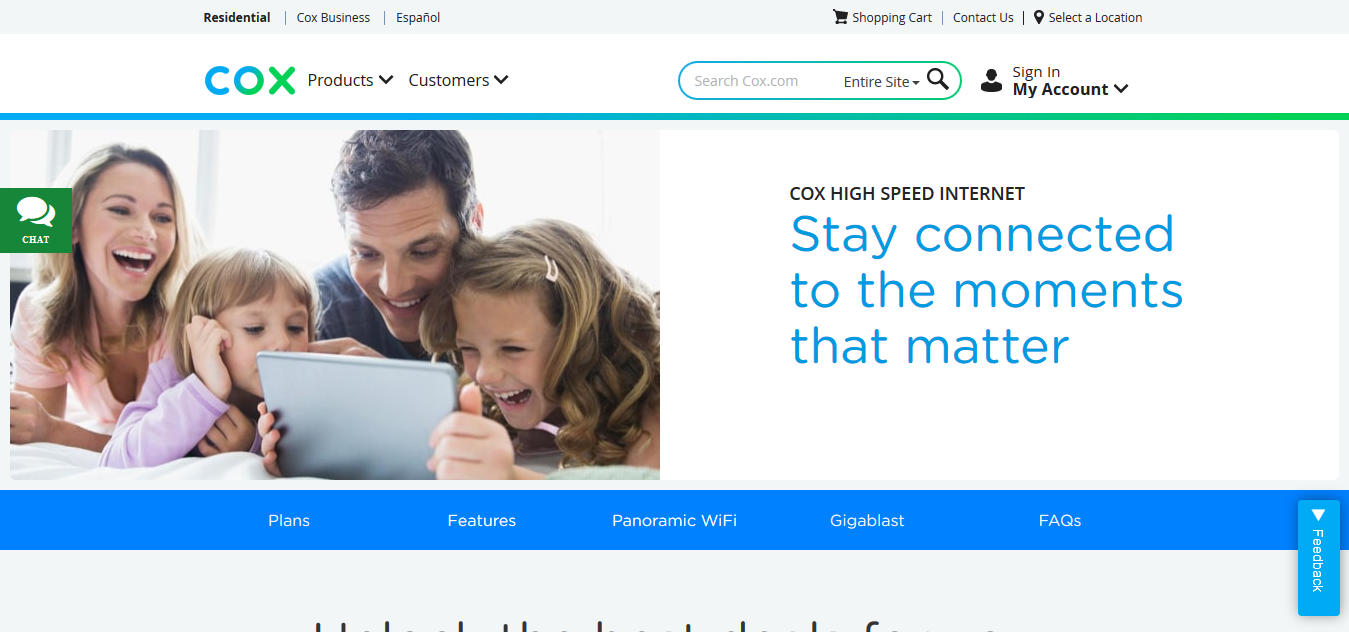 Residential | Cox Business | Español
Shopping Cart | Contact Us | Select a Location
COX Products Customers
Search Cox.com Entire Site
Sign In
My Account
CHAT
COX HIGH SPEED INTERNET
Stay connected
to the moments
that matter
Plans Features Panoramic WiFi Gigablast FAQs
Feedback